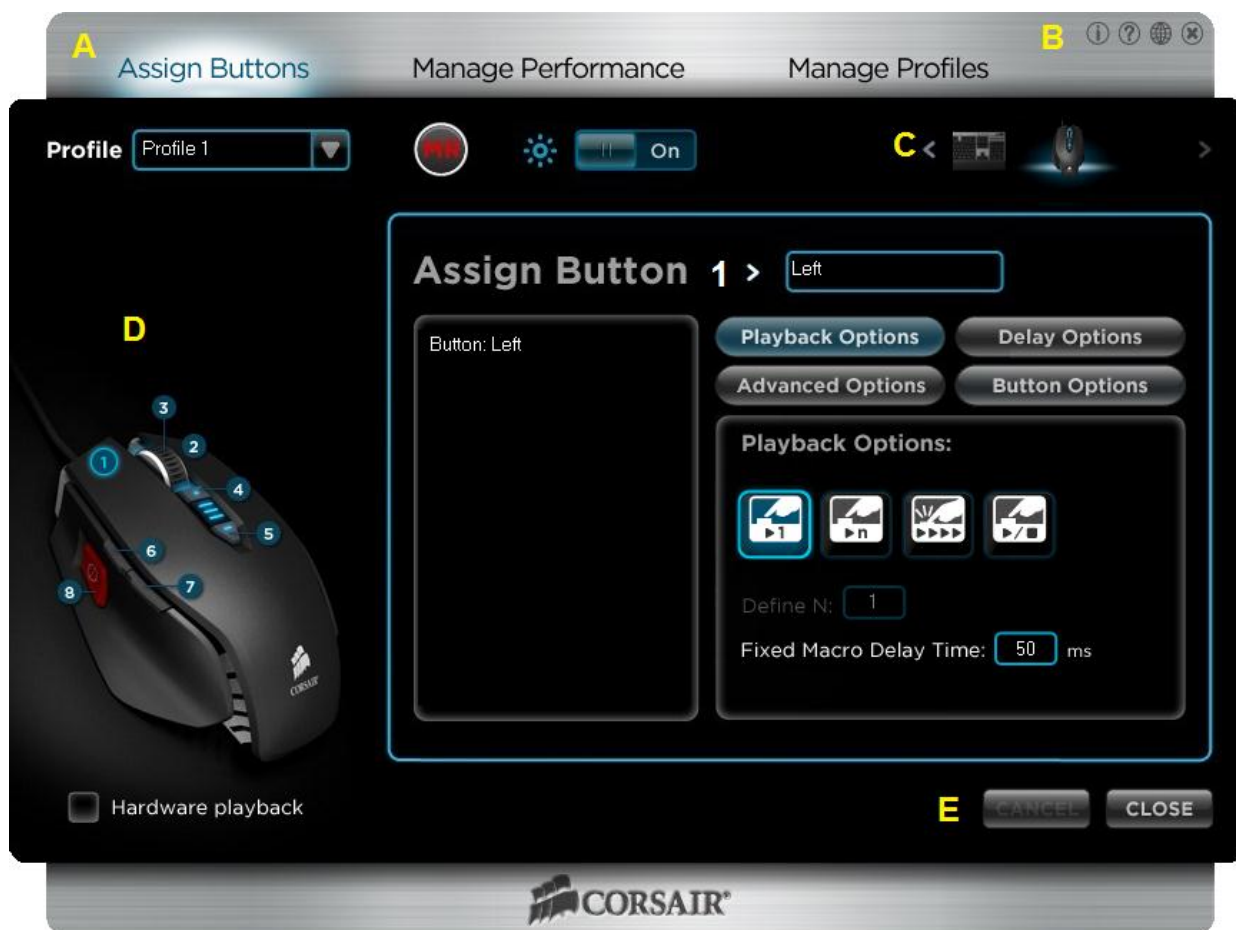 A
B
Assign Buttons
Manage Performance
Manage Profiles
Profile
Profile 1
MR
On
C
Assign Button 1 >
Left
Button: Left
Playback Options
Delay Options
Advanced Options
Button Options
Playback Options:
1
n
Define N: 1
Fixed Macro Delay Time: 50 ms
D
3
2
1
4
5
6
7
8
CORSAIR
Hardware playback
E
CANCEL
CLOSE
CORSAIR